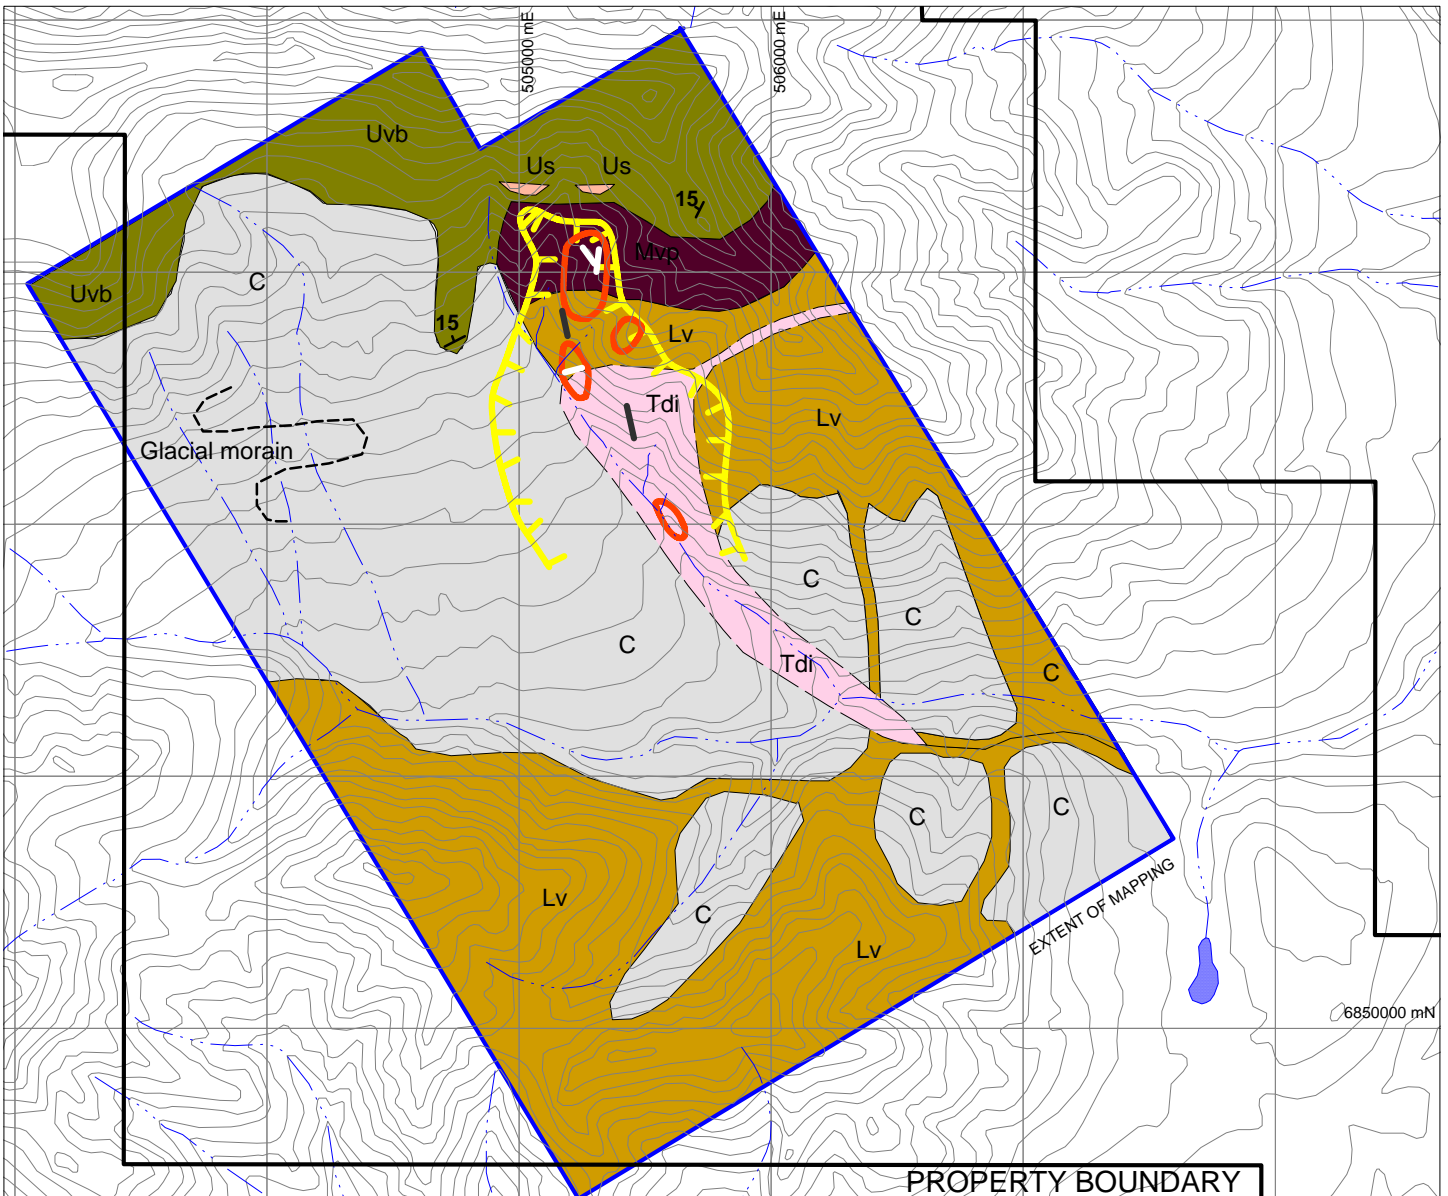 505000 mE
506000 mE
Uvb
Us
Us
15
Mvp
C
Uvb
15
Lv
Tdi
Lv
Glacial morain
C
C
C
Tdi
C
C
C
Lv
C
Lv
EXTENT OF MAPPING
6850000 mN
PROPERTY BOUNDARY